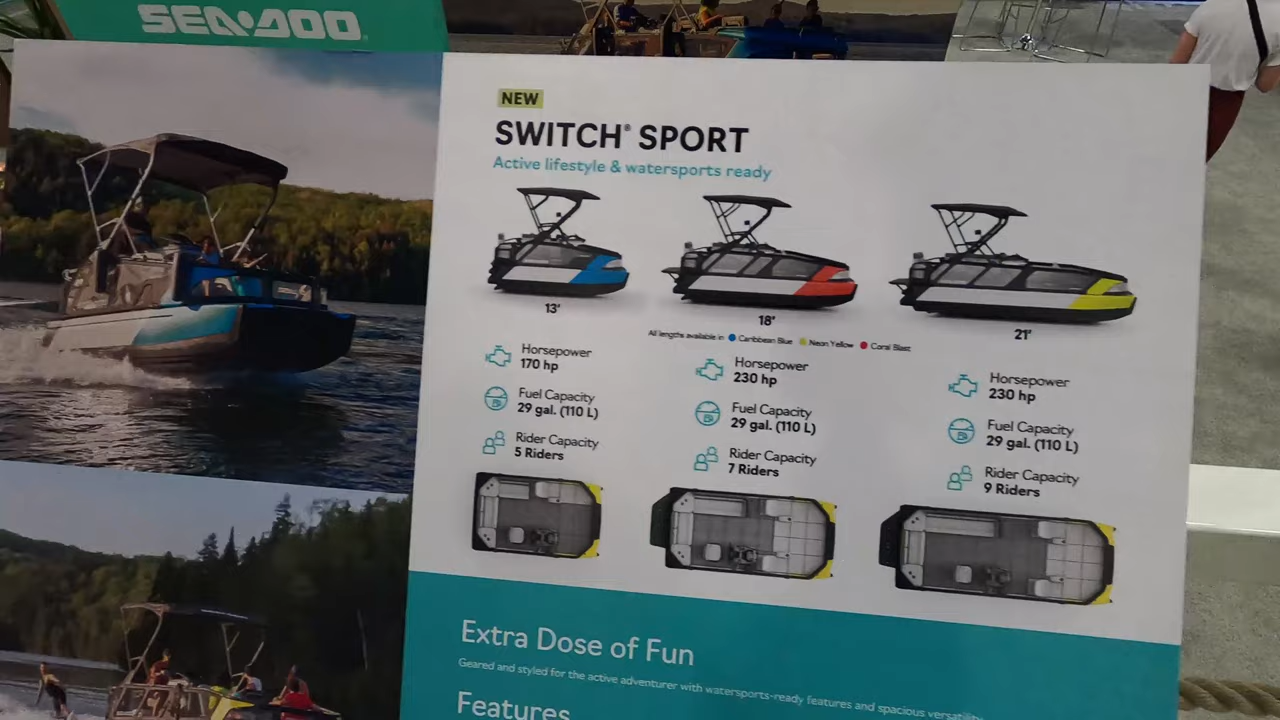 SEA-DOO
NEW
SWITCH® SPORT
Active lifestyle & watersports ready
13'
18'
21'
All lengths available in Caribbean Blue Neon Yellow Coral Blast
Horsepower
170 hp
Fuel Capacity
29 gal. (110 L)
Rider Capacity
5 Riders
Horsepower
230 hp
Fuel Capacity
29 gal. (110 L)
Rider Capacity
7 Riders
Horsepower
230 hp
Fuel Capacity
29 gal. (110 L)
Rider Capacity
9 Riders
Extra Dose of Fun
Geared and styled for the active adventurer with watersports-ready features and spacious versatility
Features